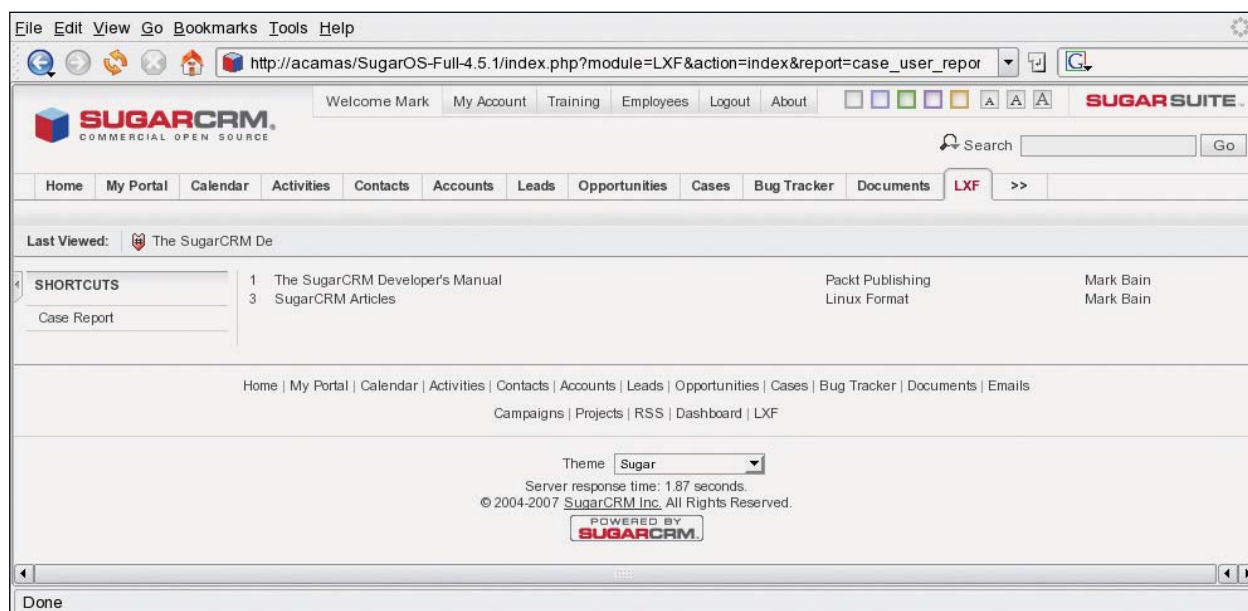 File Edit View Go Bookmarks Tools Help
http://acamas/SugarOS-Full-4.5.1/index.php?module=LXF&action=index&report=case_user_repor
G
Welcome Mark My Account Training Employees Logout About A A A SUGARSUITE
SUGARCRM.
COMMERCIAL OPEN SOURCE
Search Go
Home My Portal Calendar Activities Contacts Accounts Leads Opportunities Cases Bug Tracker Documents LXF >>
Last Viewed: The SugarCRM De
SHORTCUTS
Case Report
1 The SugarCRM Developer's Manual Packt Publishing Mark Bain
3 SugarCRM Articles Linux Format Mark Bain
Home | My Portal | Calendar | Activities | Contacts | Accounts | Leads | Opportunities | Cases | Bug Tracker | Documents | Emails
Campaigns | Projects | RSS | Dashboard | LXF
Theme Sugar
Server response time: 1.87 seconds.
© 2004-2007 SugarCRM Inc. All Rights Reserved.
POWERED BY
SUGARCRM.
Done